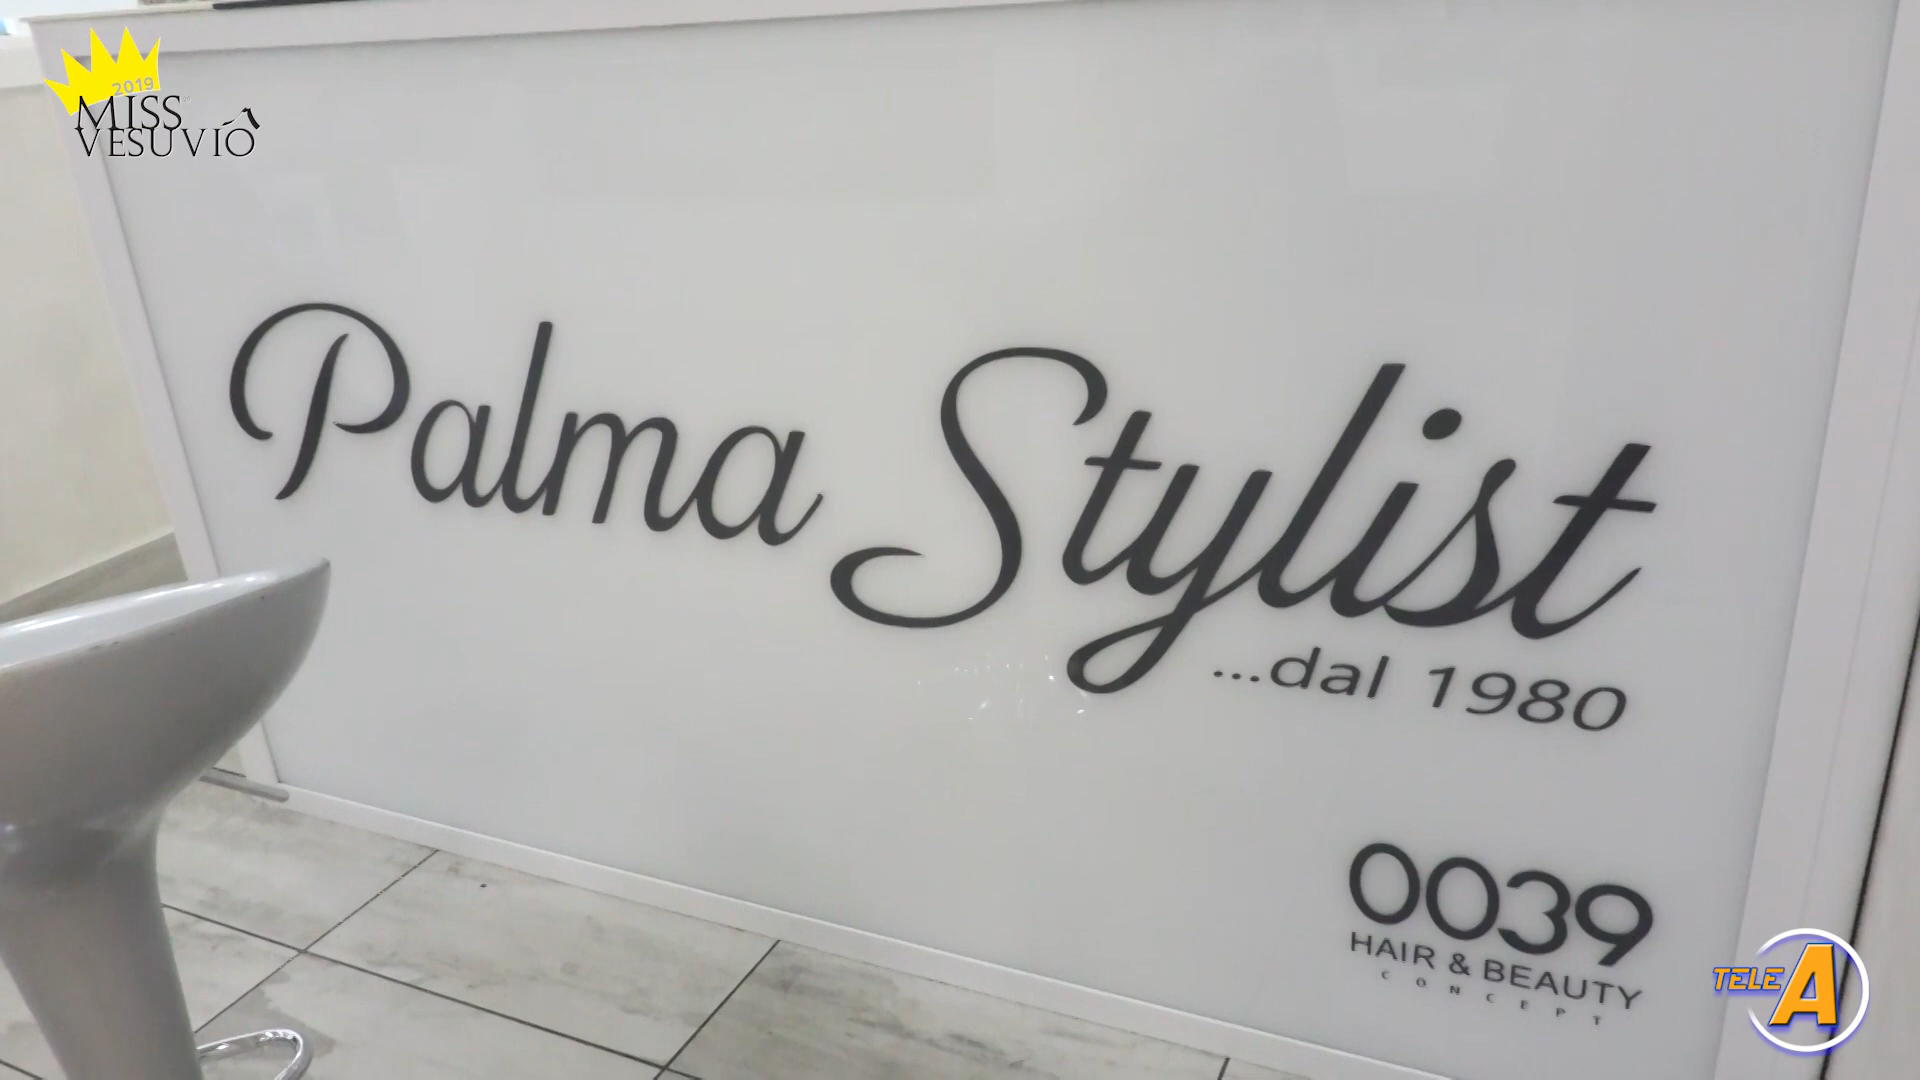 2019
MISS
VESUVIO
Palma Stylist
...dal 1980
0039
HAIR & BEAUTY
CONCEPT
TELE A